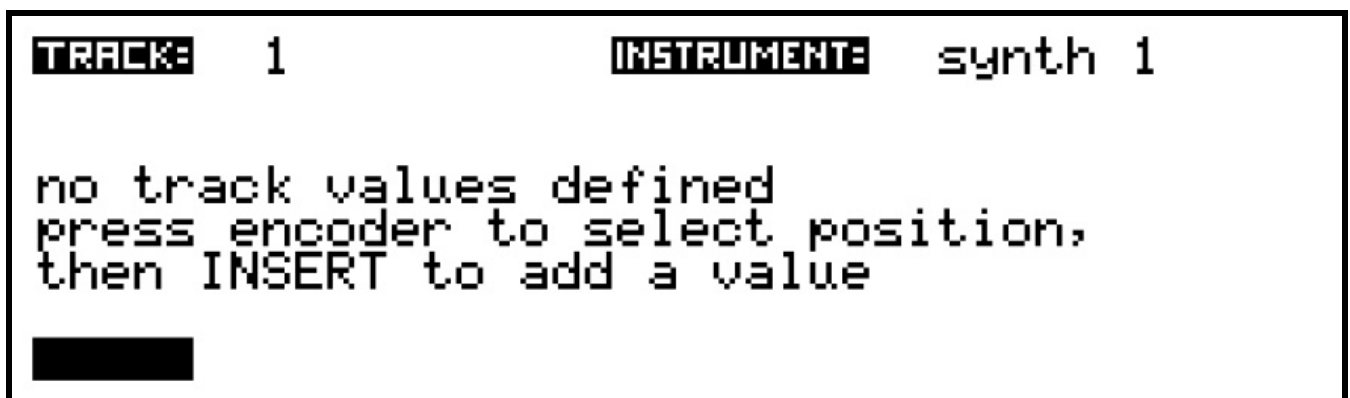 TRACK: 1 INSTRUMENT: synth 1
no track values defined
press encoder to select position,
then INSERT to add a value